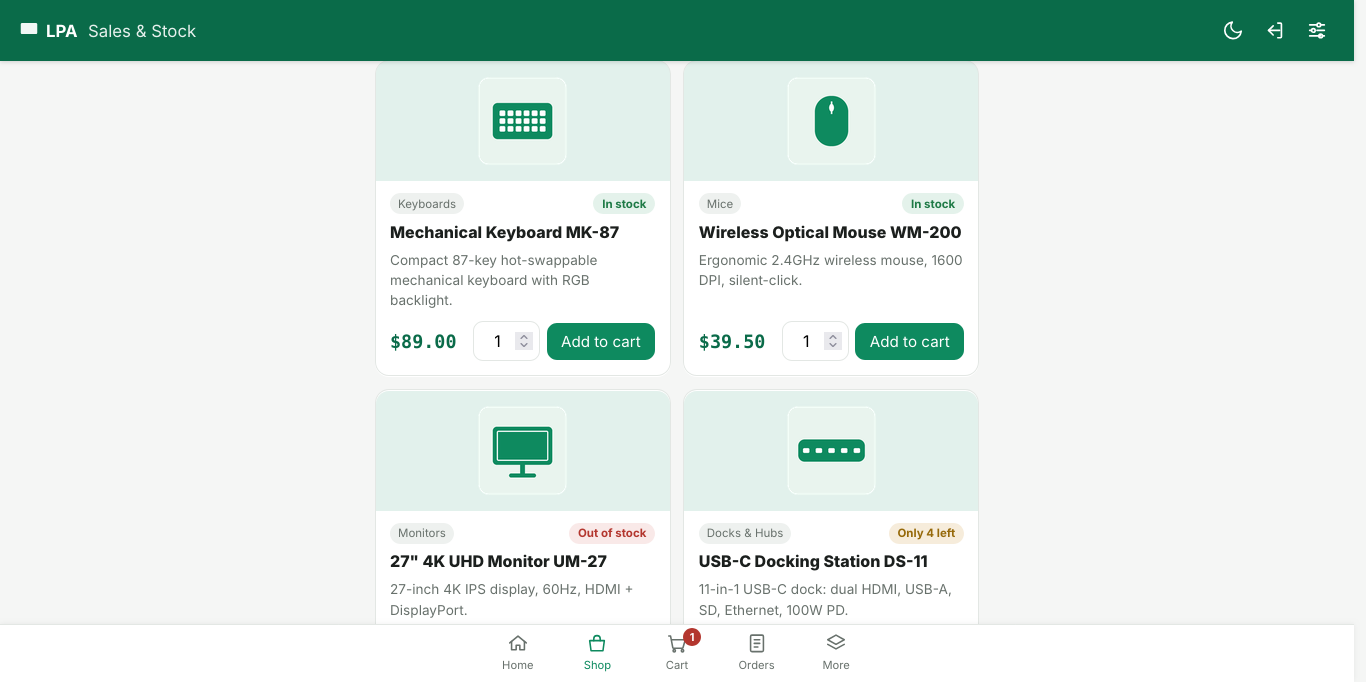 LPA Sales & Stock
Keyboards In stock
Mechanical Keyboard MK-87
Compact 87-key hot-swappable
mechanical keyboard with RGB
backlight.
$89.00 1 Add to cart
Mice In stock
Wireless Optical Mouse WM-200
Ergonomic 2.4GHz wireless mouse, 1600
DPI, silent-click.
$39.50 1 Add to cart
Monitors Out of stock
27" 4K UHD Monitor UM-27
27-inch 4K IPS display, 60Hz, HDMI +
DisplayPort.
Docks & Hubs Only 4 left
USB-C Docking Station DS-11
11-in-1 USB-C dock: dual HDMI, USB-A,
SD, Ethernet, 100W PD.
1
Home Shop Cart Orders More